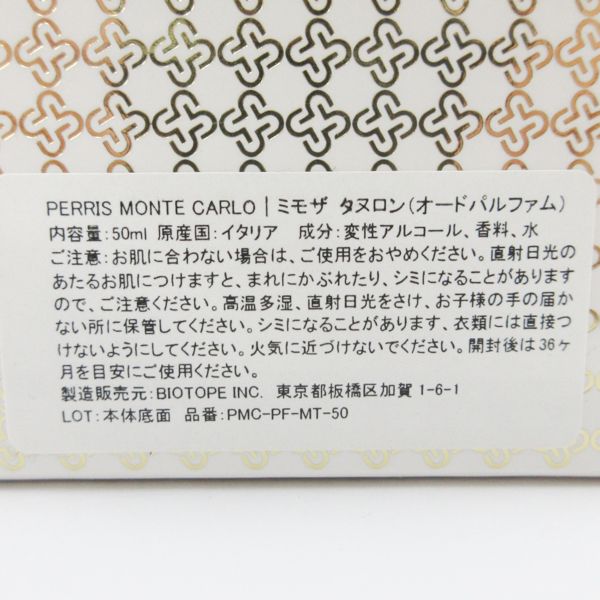 PERRIS MONTE CARLO | ミモザ タヌロン(オードパルファム)
内容量:50ml 原産国:イタリア 成分:変性アルコール、香料、水
ご注意:お肌に合わない場合は、ご使用をおやめください。直射日光の
あたるお肌につけますと、まれにかぶれたり、シミになることがあります
ので、ご注意ください。高温多湿、直射日光をさけ、お子様の手の届か
ない所に保管してください。シミになることがあります、衣類には直接つ
けないようにしてください。火気に近づけないでください。開封後は36ヶ
月を目安にご使用ください。
製造販売元:BIOTOPE INC. 東京都板橋区加賀 1-6-1
LOT:本体底面 品番:PMC-PF-MT-50